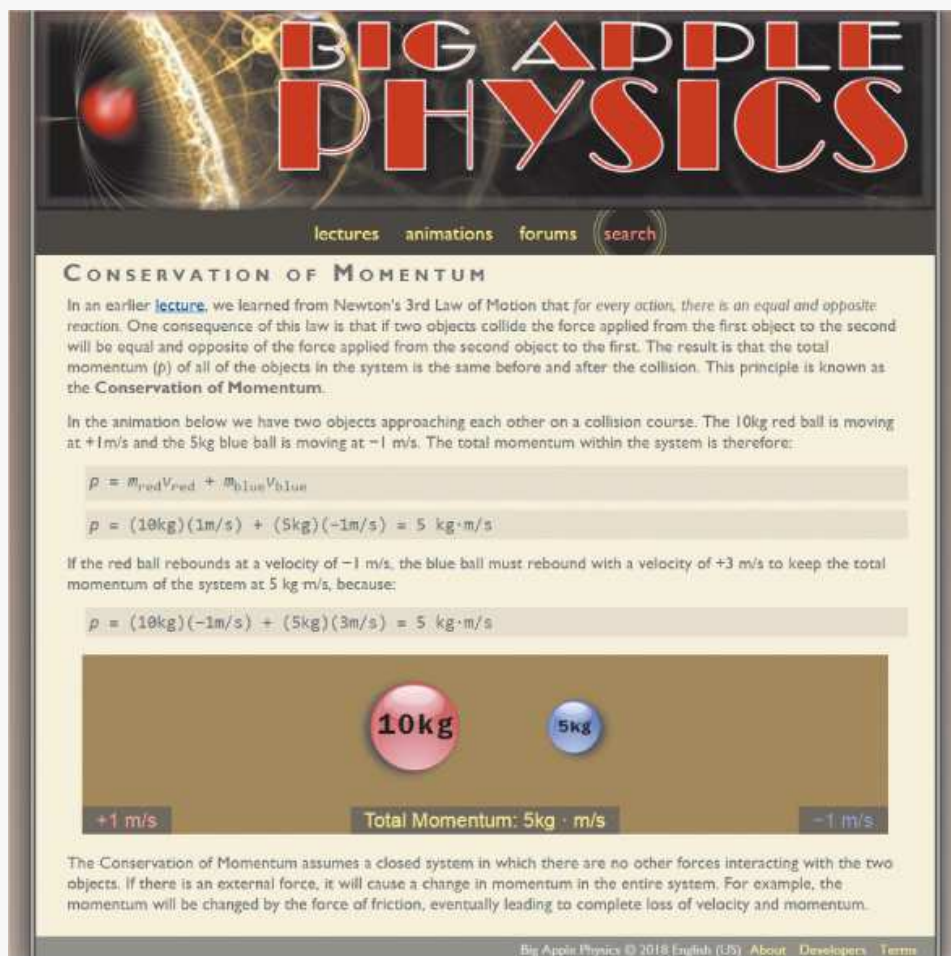 BIG APPLE
PHYSICS
lectures animations forums search
CONSERVATION OF MOMENTUM
In an earlier lecture, we learned from Newton's 3rd Law of Motion that for every action, there is an equal and opposite
reaction. One consequence of this law is that if two objects collide the force applied from the first object to the second
will be equal and opposite of the force applied from the second object to the first. The result is that the total
momentum (p) of all of the objects in the system is the same before and after the collision. This principle is known as
the Conservation of Momentum.
In the animation below we have two objects approaching each other on a collision course. The 10kg red ball is moving
at +1m/s and the 5kg blue ball is moving at −1 m/s. The total momentum within the system is therefore:
p = m_red v_red + m_blue v_blue
p = (10kg)(1m/s) + (5kg)(-1m/s) = 5 kg·m/s
If the red ball rebounds at a velocity of −1 m/s, the blue ball must rebound with a velocity of +3 m/s to keep the total
momentum of the system at 5 kg·m/s, because:
p = (10kg)(-1m/s) + (5kg)(3m/s) = 5 kg·m/s
10kg 5kg
+1 m/s Total Momentum: 5kg · m/s −1 m/s
The Conservation of Momentum assumes a closed system in which there are no other forces interacting with the two
objects. If there is an external force, it will cause a change in momentum in the entire system. For example, the
momentum will be changed by the force of friction, eventually leading to complete loss of velocity and momentum.
Big Apple Physics © 2018 English (US) About Developers Terms